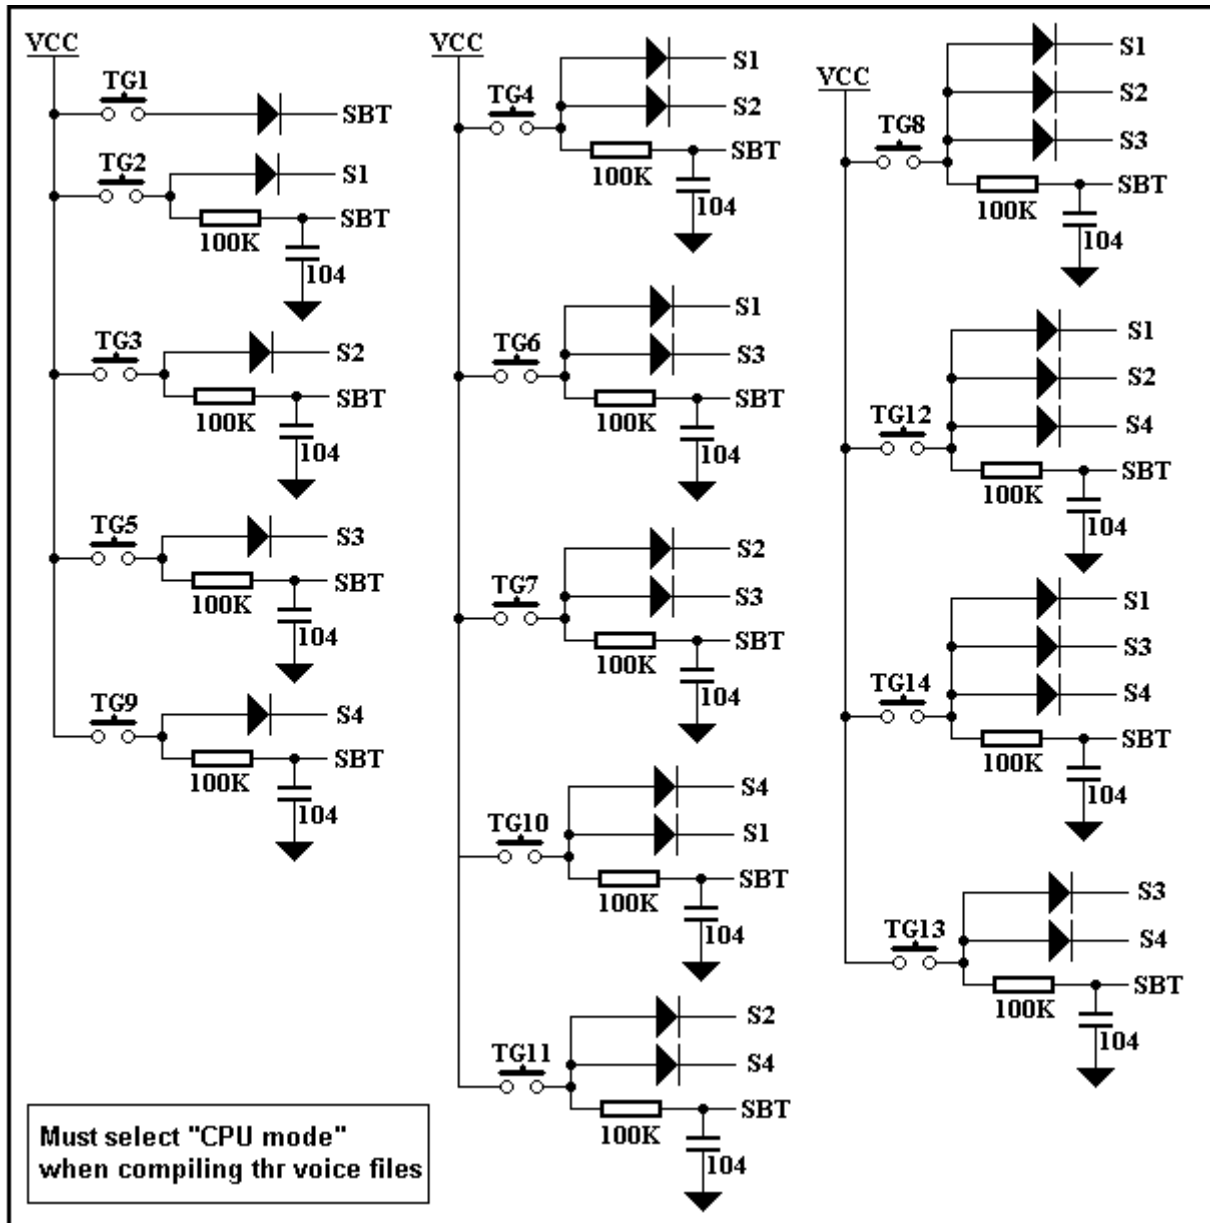 VCC
TG1
SBT
TG2
S1
SBT
100K
104
TG3
S2
SBT
100K
104
TG5
S3
SBT
100K
104
TG9
S4
SBT
100K
104
VCC
TG4
S1
S2
SBT
100K
104
TG6
S1
S3
SBT
100K
104
TG7
S2
S3
SBT
100K
104
TG10
S4
S1
SBT
100K
104
TG11
S2
S4
SBT
100K
104
VCC
TG8
S1
S2
S3
SBT
100K
104
TG12
S1
S2
S4
SBT
100K
104
TG14
S1
S3
S4
SBT
100K
104
TG13
S3
S4
SBT
100K
104
Must select "CPU mode"
when compiling thr voice files